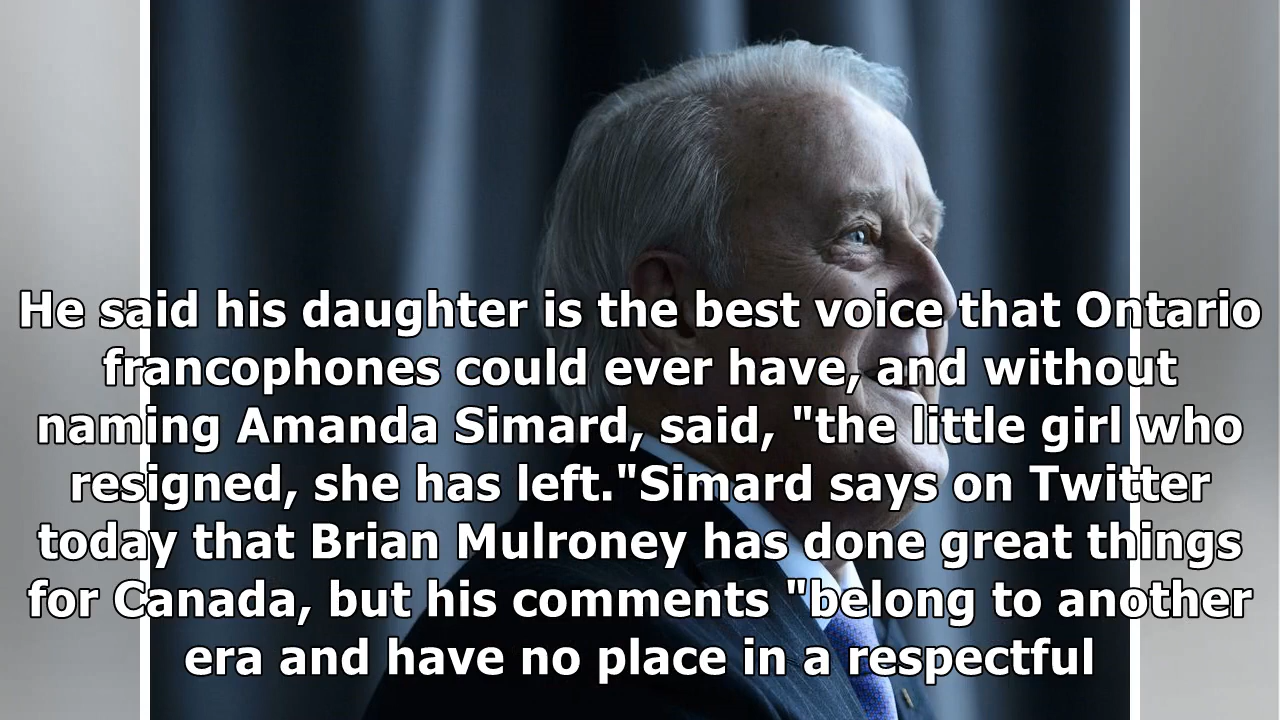 He said his daughter is the best voice that Ontario
francophones could ever have, and without
naming Amanda Simard, said, "the little girl who
resigned, she has left."Simard says on Twitter
today that Brian Mulroney has done great things
for Canada, but his comments "belong to another
era and have no place in a respectful